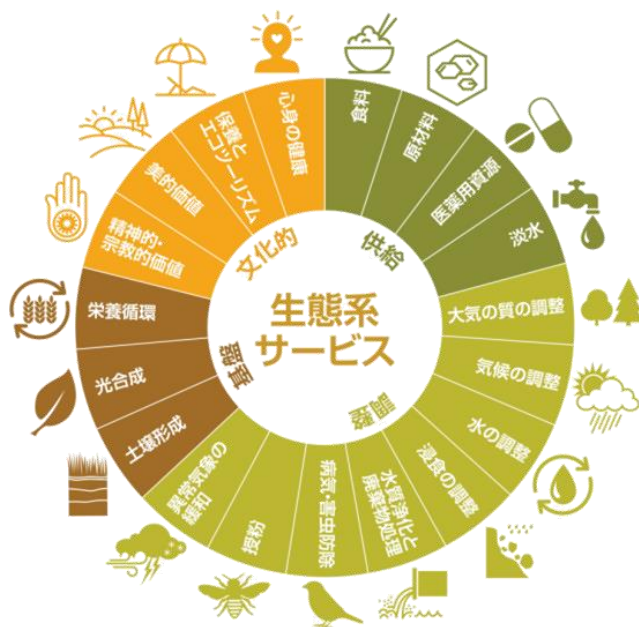 生態系
サービス
供給
食料
原材料
医薬用資源
淡水
調整
大気の質の調整
気候の調整
水の調整
浸食の調整
水質浄化と
廃棄物処理
病気・害虫防除
授粉
異常気象の
緩和
基盤
土壌形成
光合成
栄養循環
文化的
精神的・
宗教的価値
美的価値
保養と
エコツーリズム
心身の健康